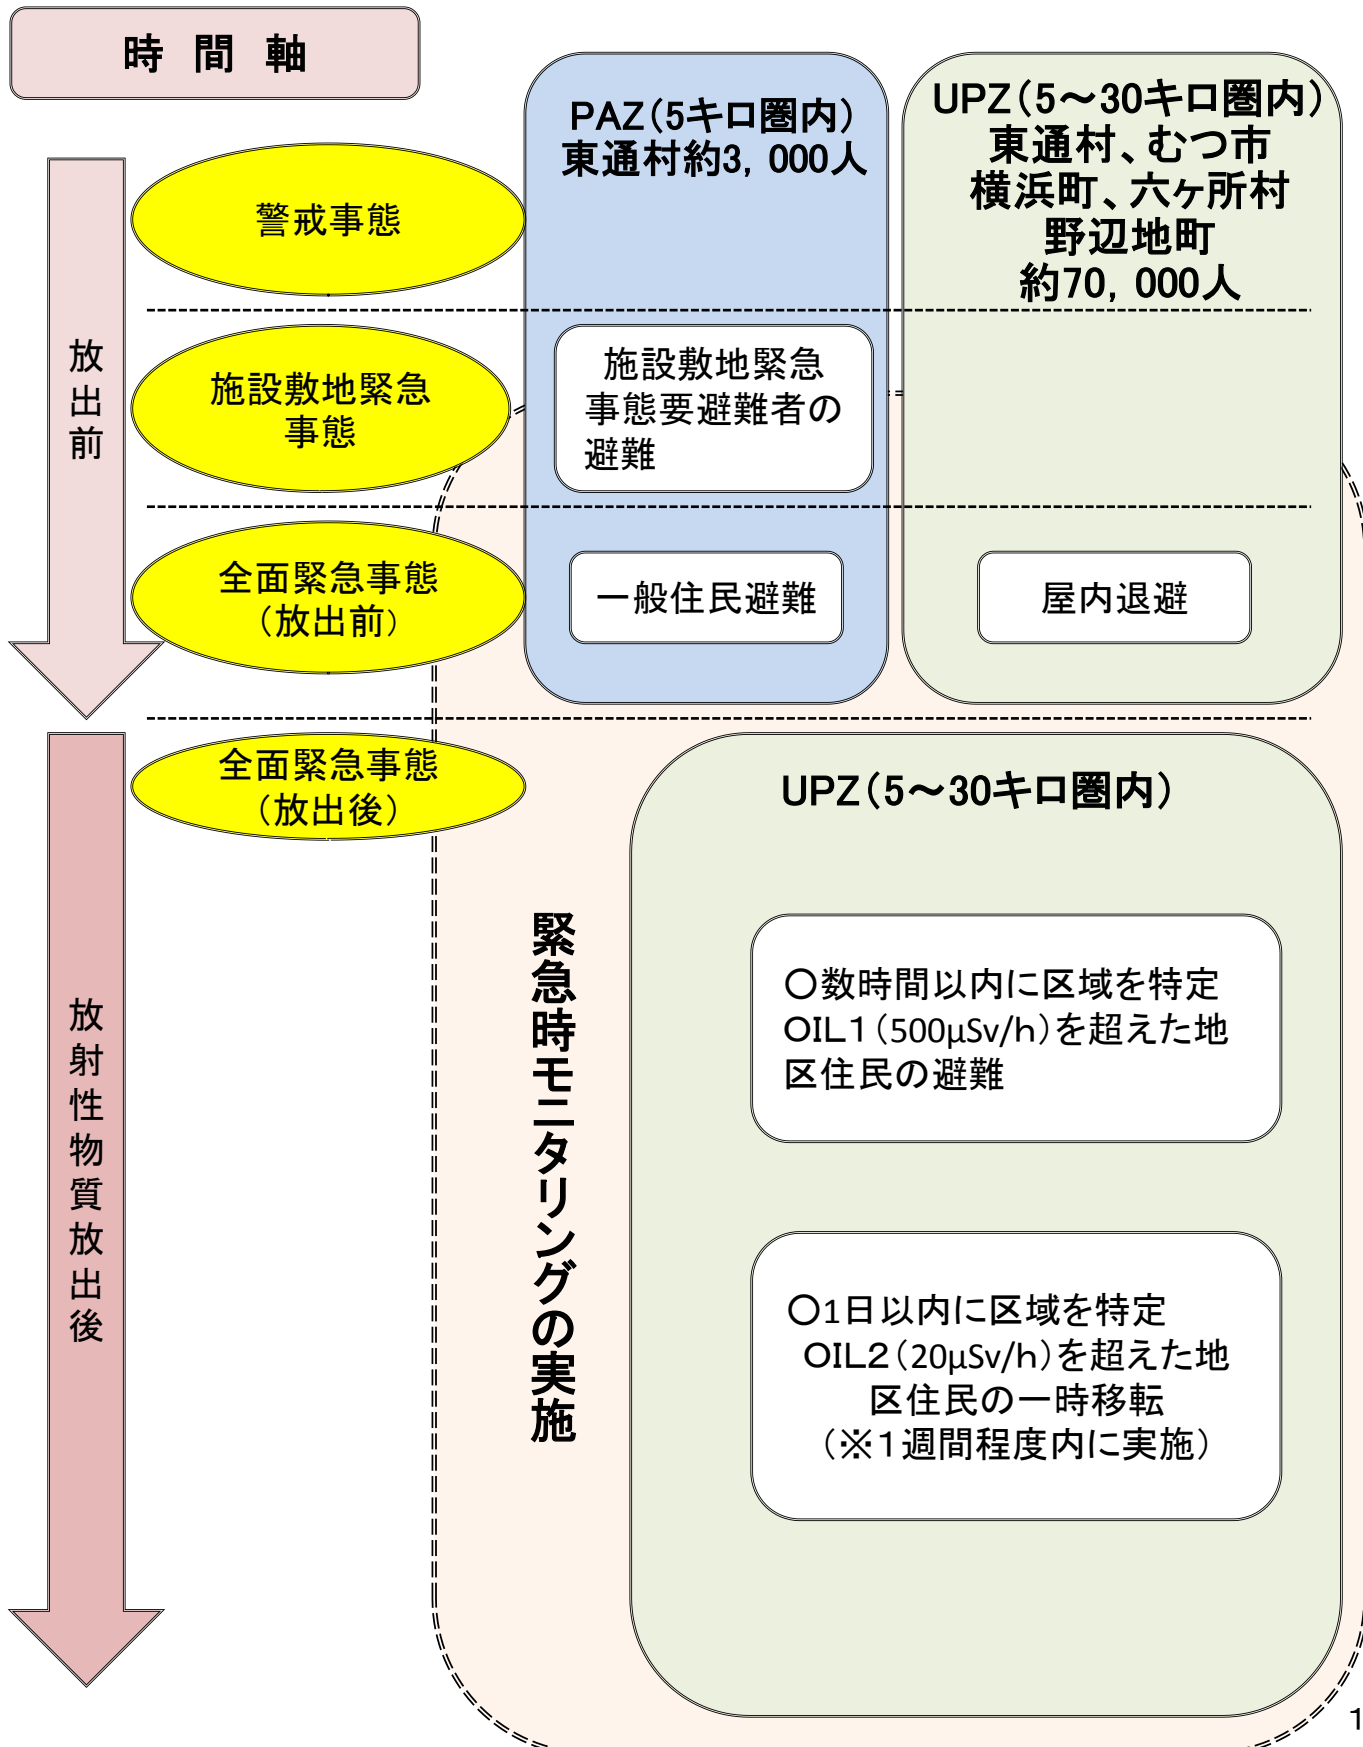 時 間 軸
PAZ(5キロ圏内)
東通村約3,000人
UPZ(5～30キロ圏内)
東通村、むつ市
横浜町、六ヶ所村
野辺地町
約70,000人
放出前
警戒事態
施設敷地緊急
事態
施設敷地緊急
事態要避難者の
避難
全面緊急事態
(放出前)
一般住民避難
屋内退避
放射性物質放出後
全面緊急事態
(放出後)
緊急時モニタリングの実施
UPZ(5～30キロ圏内)
○数時間以内に区域を特定
OIL1(500μSv/h)を超えた地
区住民の避難
○1日以内に区域を特定
OIL2(20μSv/h)を超えた地
区住民の一時移転
(※1週間程度内に実施)
1